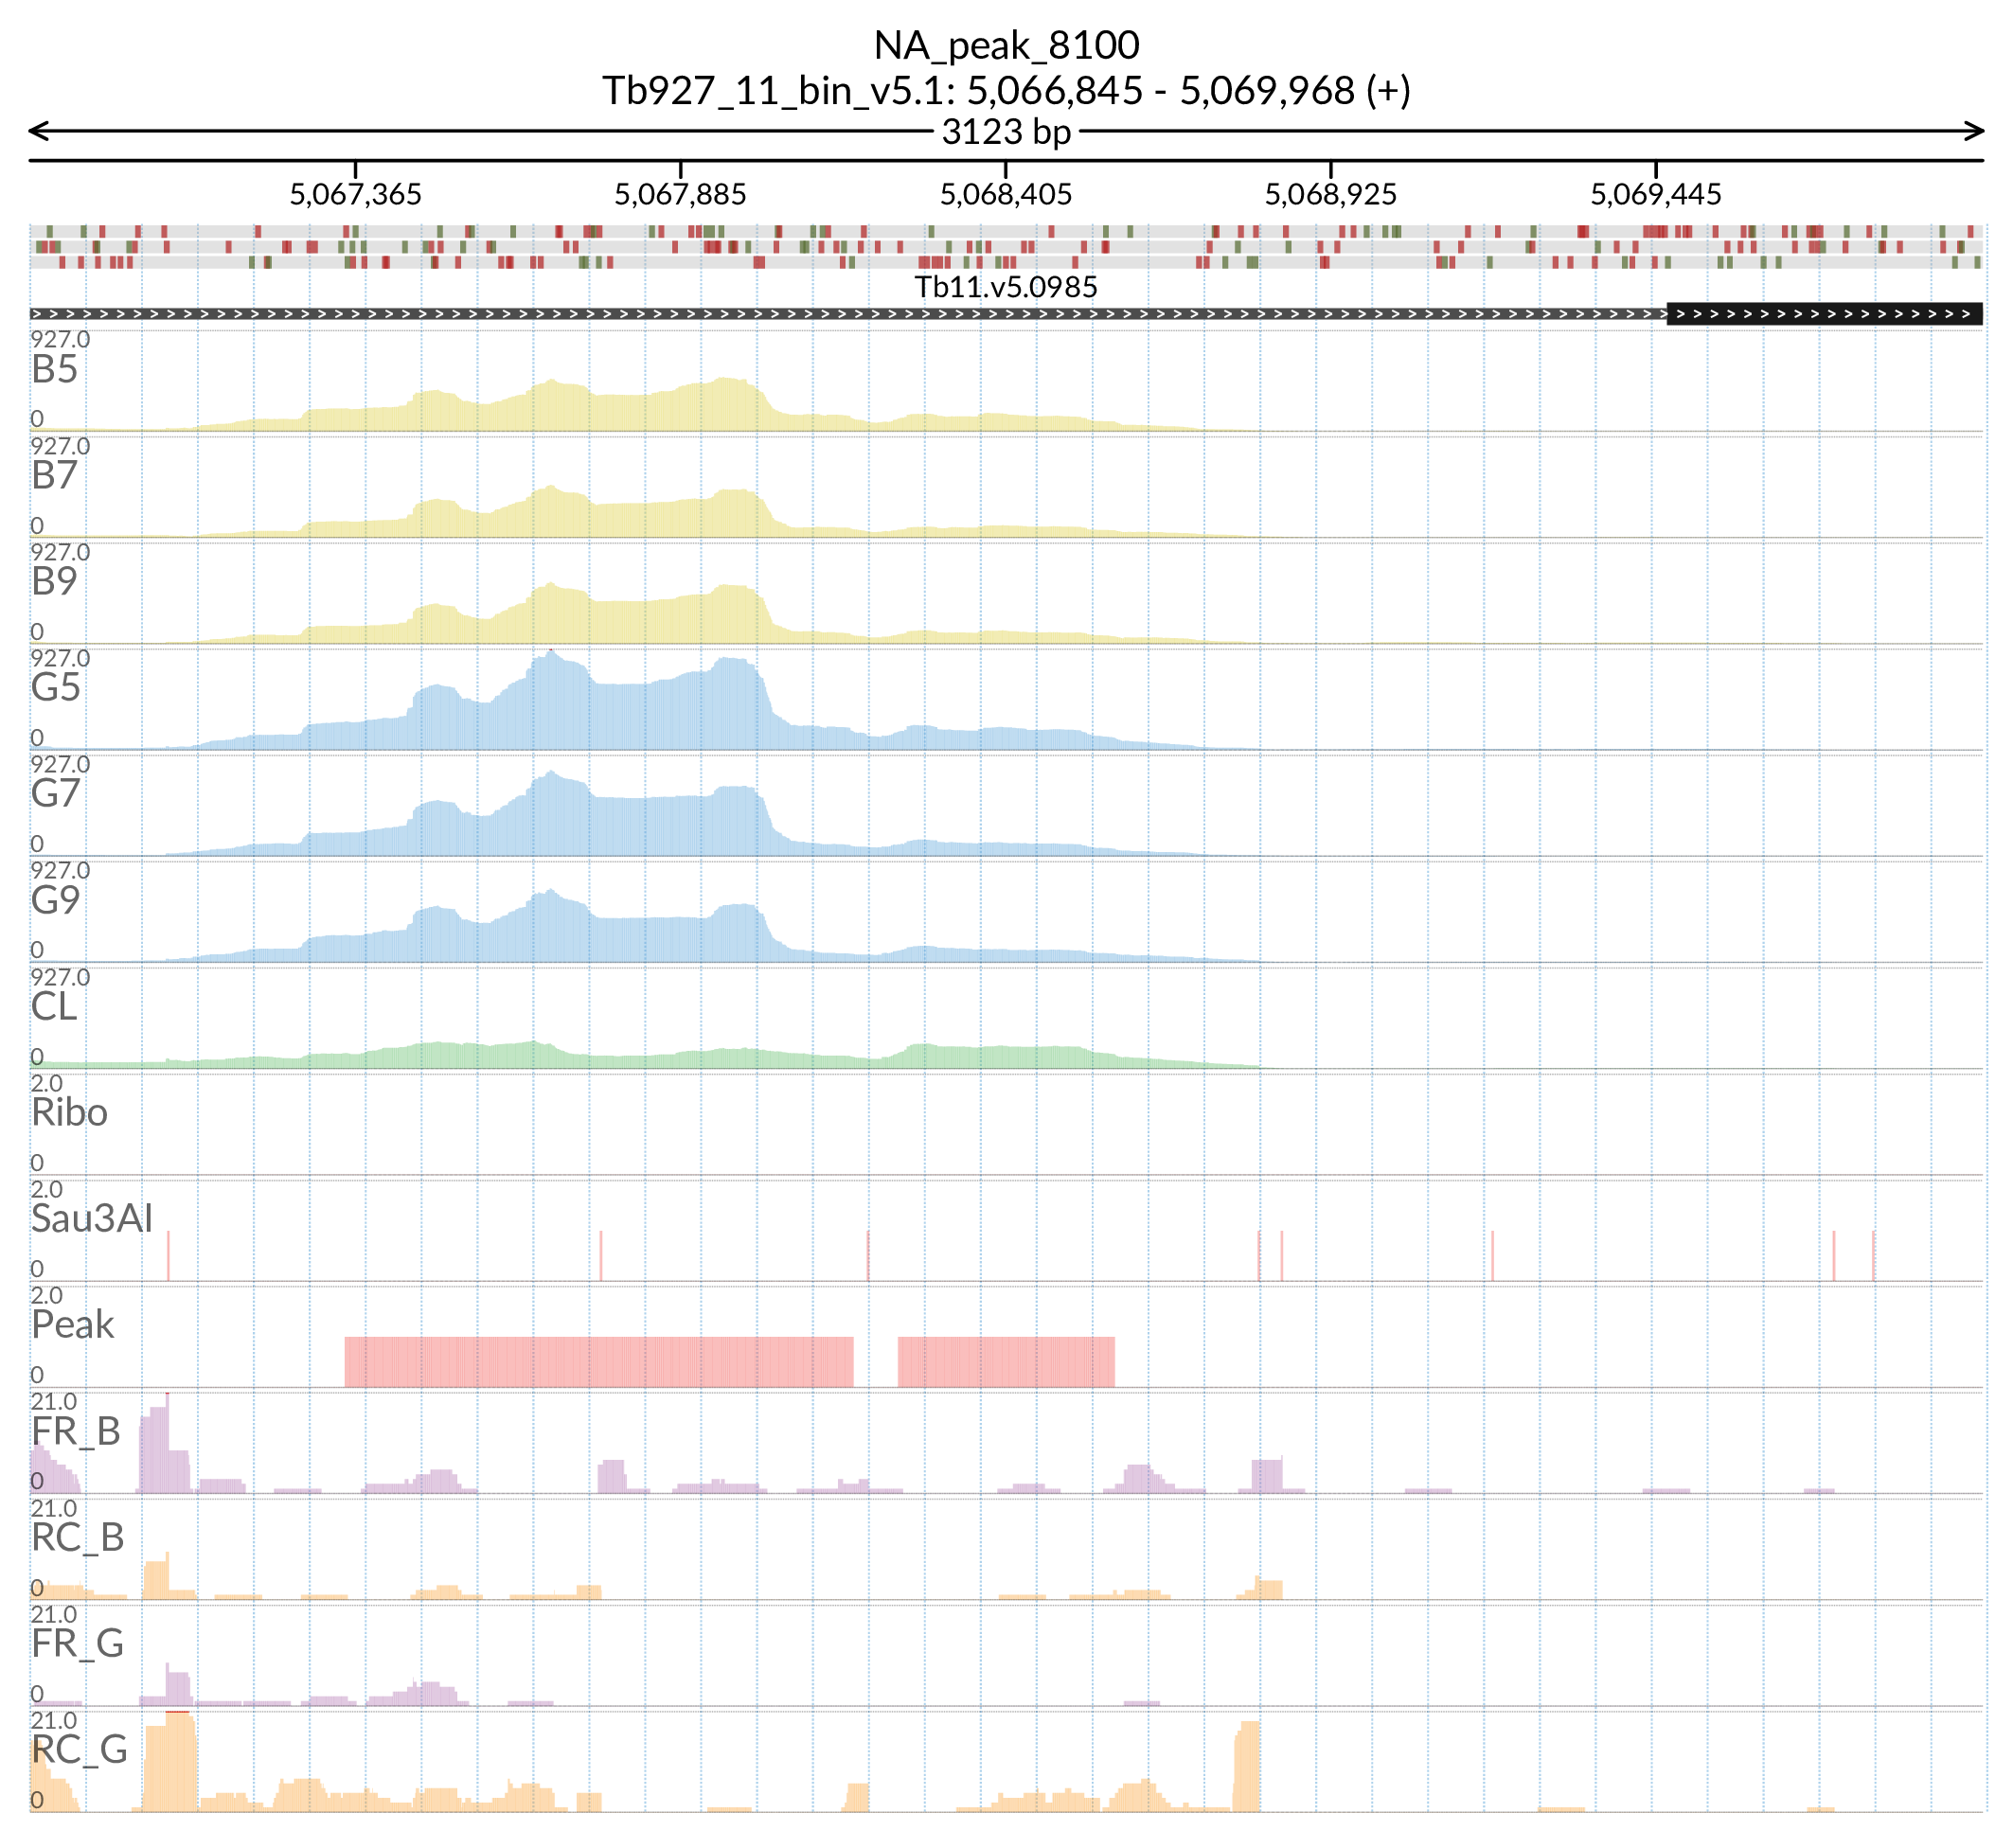 NA_peak_8100
Tb927_11_bin_v5.1: 5,066,845 - 5,069,968 (+)
3123 bp
5,067,365 5,067,885 5,068,405 5,068,925 5,069,445
Tb11.v5.0985
927.0
B5
0
927.0
B7
0
927.0
B9
0
927.0
G5
0
927.0
G7
0
927.0
G9
0
927.0
CL
0
2.0
Ribo
0
2.0
Sau3AI
0
2.0
Peak
0
21.0
FR_B
0
21.0
RC_B
0
21.0
FR_G
0
21.0
RC_G
0